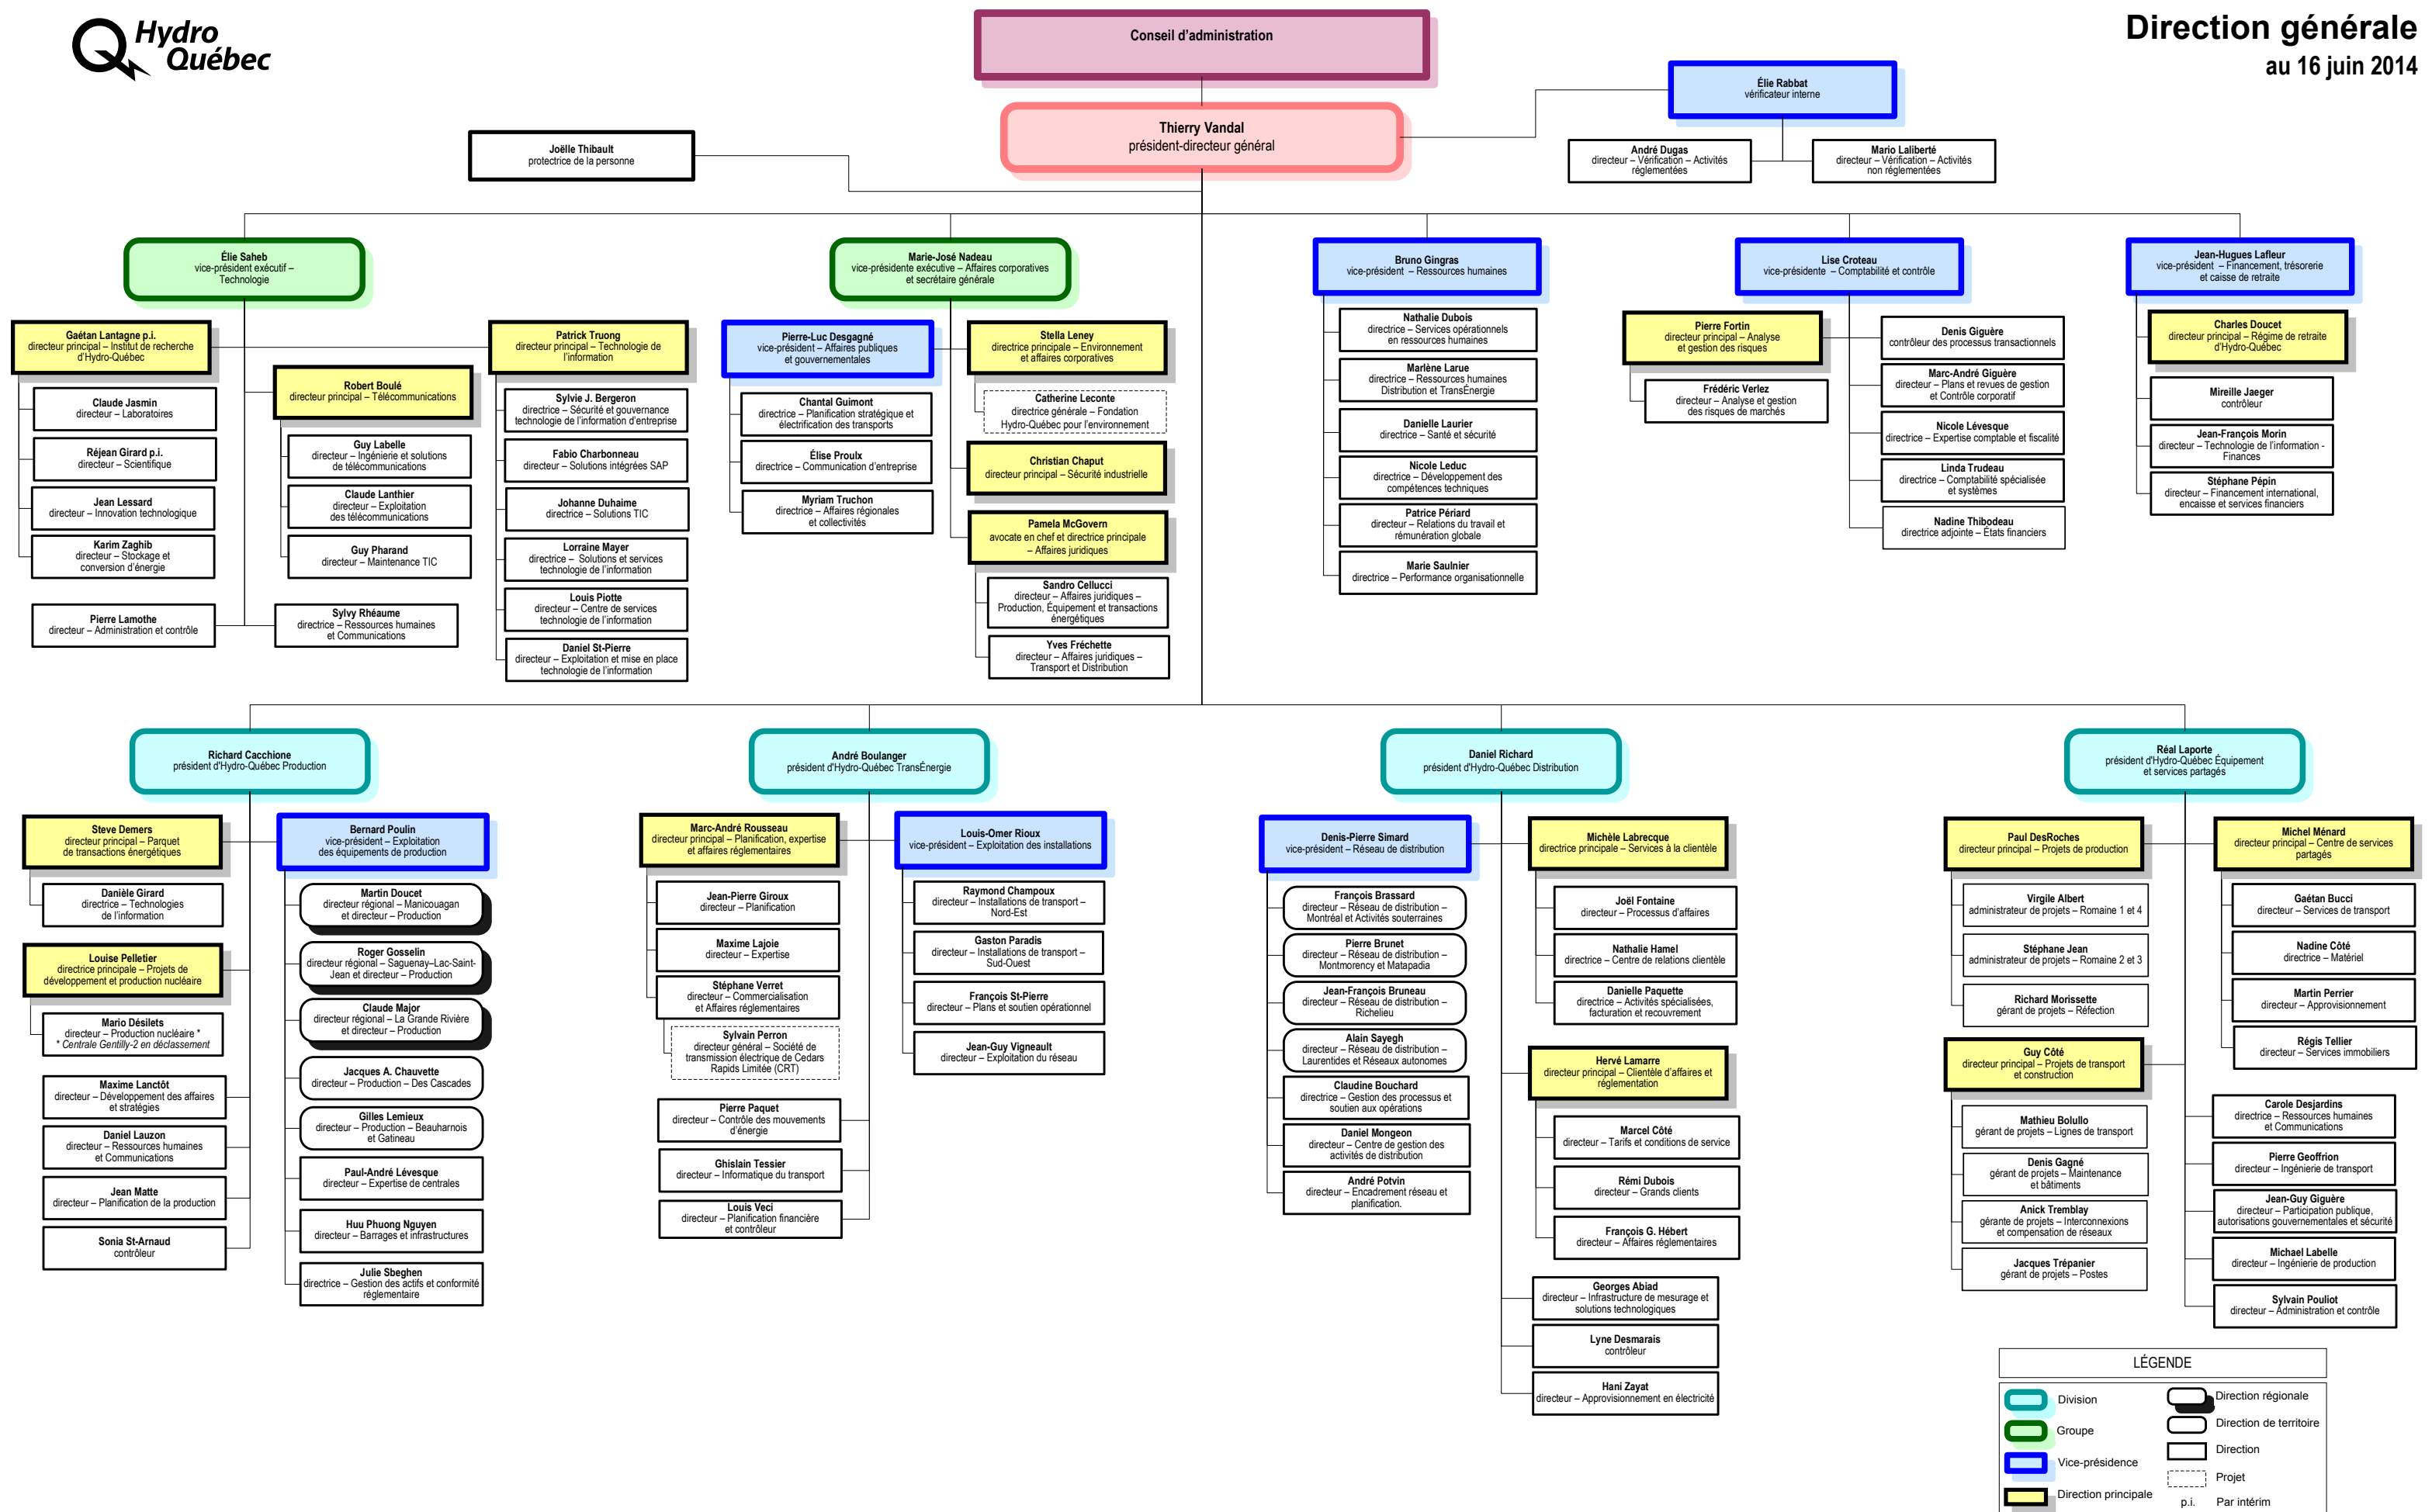 Hydro
Québec
Direction générale
au 16 juin 2014
Conseil d'administration
Thierry Vandal
président-directeur général
Élie Rabbat
vérificateur interne
André Dugas
directeur – Vérification – Activités
réglementées
Mario Laliberté
directeur – Vérification – Activités
non réglementées
Joëlle Thibault
protectrice de la personne
Élie Saheb
vice-président exécutif –
Technologie
Gaétan Lantagne p.i.
directeur principal – Institut de recherche
d'Hydro-Québec
Claude Jasmin
directeur – Laboratoires
Réjean Girard p.i.
directeur – Scientifique
Jean Lessard
directeur – Innovation technologique
Karim Zaghib
directeur – Stockage et
conversion d'énergie
Pierre Lamothe
directeur – Administration et contrôle
Robert Boulé
directeur principal – Télécommunications
Guy Labelle
directeur – Ingénierie et solutions
de télécommunications
Claude Lanthier
directeur – Exploitation
des télécommunications
Guy Pharand
directeur – Maintenance TIC
Sylvy Rhéaume
directrice – Ressources humaines
et Communications
Patrick Truong
directeur principal – Technologie de
l'information
Sylvie J. Bergeron
directrice – Sécurité et gouvernance
technologie de l'information d'entreprise
Fabio Charbonneau
directeur – Solutions intégrées SAP
Johanne Duhaime
directrice – Solutions TIC
Lorraine Mayer
directrice – Solutions et services
technologie de l'information
Louis Piotte
directeur – Centre de services
technologie de l'information
Daniel St-Pierre
directeur – Exploitation et mise en place
technologie de l'information
Marie-José Nadeau
vice-présidente exécutive – Affaires corporatives
et secrétaire générale
Pierre-Luc Desgagné
vice-président – Affaires publiques
et gouvernementales
Chantal Guimont
directrice – Planification stratégique et
électrification des transports
Élise Proulx
directrice – Communication d'entreprise
Myriam Truchon
directrice – Affaires régionales
et collectivités
Stella Leney
directrice principale – Environnement
et affaires corporatives
Catherine Leconte
directrice générale – Fondation
Hydro-Québec pour l'environnement
Christian Chaput
directeur principal – Sécurité industrielle
Pamela McGovern
avocate en chef et directrice principale
– Affaires juridiques
Sandro Cellucci
directeur – Affaires juridiques –
Production, Équipement et transactions
énergétiques
Yves Fréchette
directeur – Affaires juridiques –
Transport et Distribution
Bruno Gingras
vice-président – Ressources humaines
Nathalie Dubois
directrice – Services opérationnels
en ressources humaines
Marlène Larue
directrice – Ressources humaines
Distribution et TransÉnergie
Danielle Laurier
directrice – Santé et sécurité
Nicole Leduc
directrice – Développement des
compétences techniques
Patrice Périard
directeur – Relations du travail et
rémunération globale
Marie Saulnier
directrice – Performance organisationnelle
Lise Croteau
vice-présidente – Comptabilité et contrôle
Pierre Fortin
directeur principal – Analyse
et gestion des risques
Frédéric Verlez
directeur – Analyse et gestion
des risques de marchés
Denis Giguère
contrôleur des processus transactionnels
Marc-André Giguère
directeur – Plans et revues de gestion
et Contrôle corporatif
Nicole Lévesque
directrice – Expertise comptable et fiscalité
Linda Trudeau
directrice – Comptabilité spécialisée
et systèmes
Nadine Thibodeau
directrice adjointe – États financiers
Jean-Hugues Lafleur
vice-président – Financement, trésorerie
et caisse de retraite
Charles Doucet
directeur principal – Régime de retraite
d'Hydro-Québec
Mireille Jaeger
contrôleur
Jean-François Morin
directeur – Technologie de l'information -
Finances
Stéphane Pépin
directeur – Financement international,
encaisse et services financiers
Richard Cacchione
président d'Hydro-Québec Production
Steve Demers
directeur principal – Parquet
de transactions énergétiques
Danièle Girard
directrice – Technologies
de l'information
Louise Pelletier
directrice principale – Projets de
développement et production nucléaire
Mario Désilets
directeur – Production nucléaire *
* Centrale Gentilly-2 en déclassement
Maxime Lanctôt
directeur – Développement des affaires
et stratégies
Daniel Lauzon
directeur – Ressources humaines
et Communications
Jean Matte
directeur – Planification de la production
Sonia St-Arnaud
contrôleur
Bernard Poulin
vice-président – Exploitation
des équipements de production
Martin Doucet
directeur régional – Manicouagan
et directeur – Production
Roger Gosselin
directeur régional – Saguenay–Lac-Saint-
Jean et directeur – Production
Claude Major
directeur régional – La Grande Rivière
et directeur – Production
Jacques A. Chauvette
directeur – Production – Des Cascades
Gilles Lemieux
directeur – Production – Beauharnois
et Gatineau
Paul-André Lévesque
directeur – Expertise de centrales
Huu Phuong Nguyen
directeur – Barrages et infrastructures
Julie Sbeghen
directrice – Gestion des actifs et conformité
réglementaire
André Boulanger
président d'Hydro-Québec TransÉnergie
Marc-André Rousseau
directeur principal – Planification, expertise
et affaires réglementaires
Jean-Pierre Giroux
directeur – Planification
Maxime Lajoie
directeur – Expertise
Stéphane Verret
directeur – Commercialisation
et Affaires réglementaires
Sylvain Perron
directeur général – Société de
transmission électrique de Cedars
Rapids Limitée (CRT)
Pierre Paquet
directeur – Contrôle des mouvements
d'énergie
Ghislain Tessier
directeur – Informatique du transport
Louis Veci
directeur – Planification financière
et contrôleur
Louis-Omer Rioux
vice-président – Exploitation des installations
Raymond Champoux
directeur – Installations de transport –
Nord-Est
Gaston Paradis
directeur – Installations de transport –
Sud-Ouest
François St-Pierre
directeur – Plans et soutien opérationnel
Jean-Guy Vigneault
directeur – Exploitation du réseau
Daniel Richard
président d'Hydro-Québec Distribution
Denis-Pierre Simard
vice-président – Réseau de distribution
François Brassard
directeur – Réseau de distribution –
Montréal et Activités souterraines
Pierre Brunet
directeur – Réseau de distribution –
Montmorency et Matapadia
Jean-François Bruneau
directeur – Réseau de distribution –
Richelieu
Alain Sayegh
directeur – Réseau de distribution –
Laurentides et Réseaux autonomes
Claudine Bouchard
directrice – Gestion des processus et
soutien aux opérations
Daniel Mongeon
directeur – Centre de gestion des
activités de distribution
André Potvin
directeur – Encadrement réseau et
planification.
Michèle Labrecque
directrice principale – Services à la clientèle
Joël Fontaine
directeur – Processus d'affaires
Nathalie Hamel
directrice – Centre de relations clientèle
Danielle Paquette
directrice – Activités spécialisées,
facturation et recouvrement
Hervé Lamarre
directeur principal – Clientèle d'affaires et
réglementation
Marcel Côté
directeur – Tarifs et conditions de service
Rémi Dubois
directeur – Grands clients
François G. Hébert
directeur – Affaires réglementaires
Georges Abiad
directeur – Infrastructure de mesurage et
solutions technologiques
Lyne Desmarais
contrôleur
Hani Zayat
directeur – Approvisionnement en électricité
Réal Laporte
président d'Hydro-Québec Équipement
et services partagés
Paul DesRoches
directeur principal – Projets de production
Virgile Albert
administrateur de projets – Romaine 1 et 4
Stéphane Jean
administrateur de projets – Romaine 2 et 3
Richard Morissette
gérant de projets – Réfection
Guy Côté
directeur principal – Projets de transport
et construction
Mathieu Bolullo
gérant de projets – Lignes de transport
Denis Gagné
gérant de projets – Maintenance
et bâtiments
Anick Tremblay
gérante de projets – Interconnexions
et compensation de réseaux
Jacques Trépanier
gérant de projets – Postes
Michel Ménard
directeur principal – Centre de services
partagés
Gaétan Bucci
directeur – Services de transport
Nadine Côté
directrice – Matériel
Martin Perrier
directeur – Approvisionnement
Régis Tellier
directeur – Services immobiliers
Carole Desjardins
directrice – Ressources humaines
et Communications
Pierre Geoffrion
directeur – Ingénierie de transport
Jean-Guy Giguère
directeur – Participation publique,
autorisations gouvernementales et sécurité
Michael Labelle
directeur – Ingénierie de production
Sylvain Pouliot
directeur – Administration et contrôle
LÉGENDE
Division
Groupe
Vice-présidence
Direction principale
Direction régionale
Direction de territoire
Direction
Projet
p.i. Par intérim